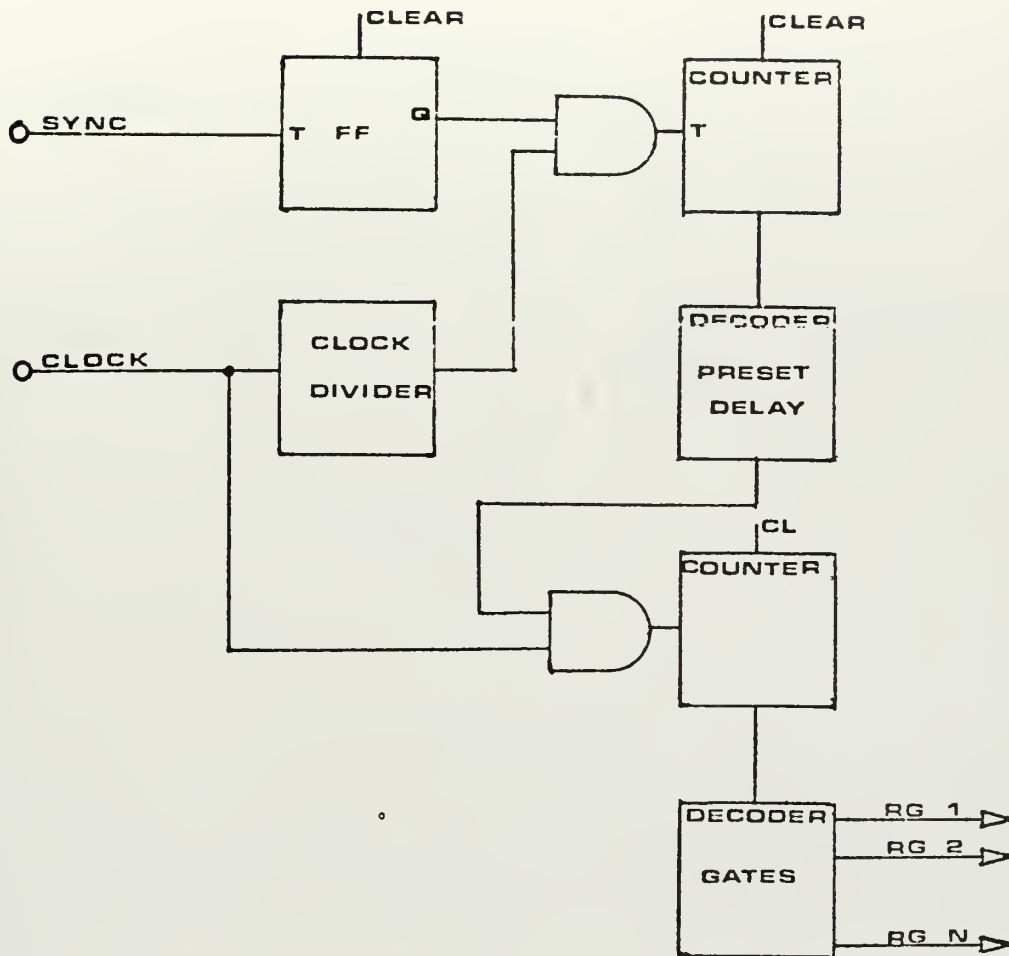 CLEAR
CLEAR
COUNTER
SYNC
T FF
Q
T
CLOCK
CLOCK
DIVIDER
DECODER
PRESET
DELAY
CL
COUNTER
DECODER
GATES
RG 1
RG 2
RG N